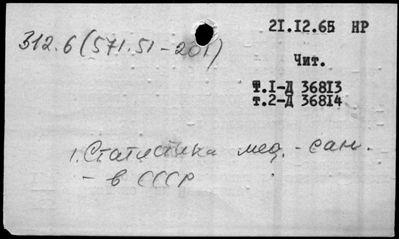 21.12.65 НР
312.6(571.51-201)
Чит.
Т.1-Д 36813
т.2-Д 36814
1. Статистика мед.-сан.
- в СССР